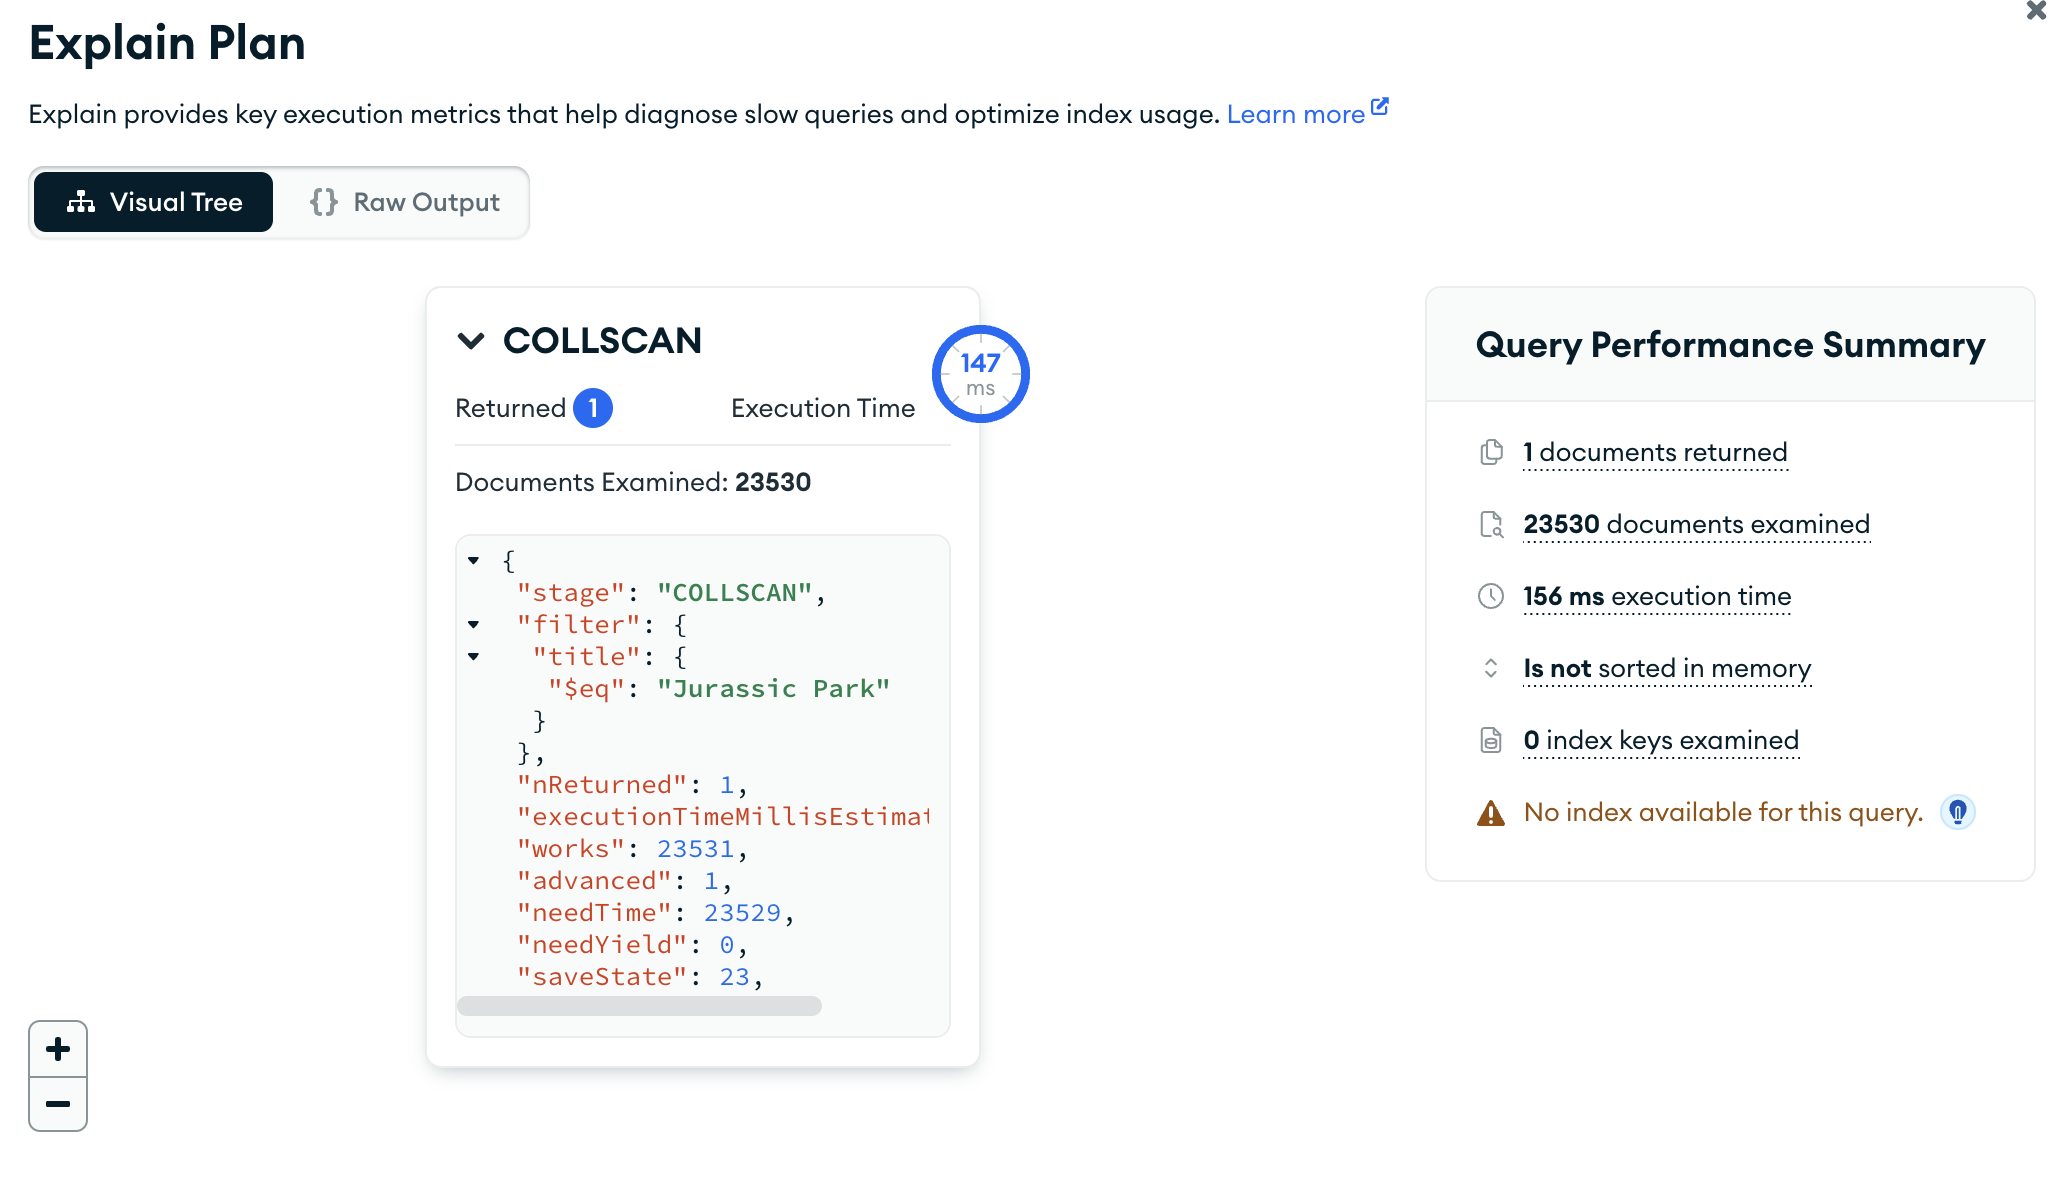 Explain Plan
Explain provides key execution metrics that help diagnose slow queries and optimize index usage. Learn more
Visual Tree
{} Raw Output
COLLSCAN
147
ms
Returned 1
Execution Time
Documents Examined: 23530
{
"stage": "COLLSCAN",
"filter": {
"title": {
"$eq": "Jurassic Park"
}
},
"nReturned": 1,
"executionTimeMillisEstimat
"works": 23531,
"advanced": 1,
"needTime": 23529,
"needYield": 0,
"saveState": 23,
Query Performance Summary
1 documents returned
23530 documents examined
156 ms execution time
Is not sorted in memory
0 index keys examined
No index available for this query.